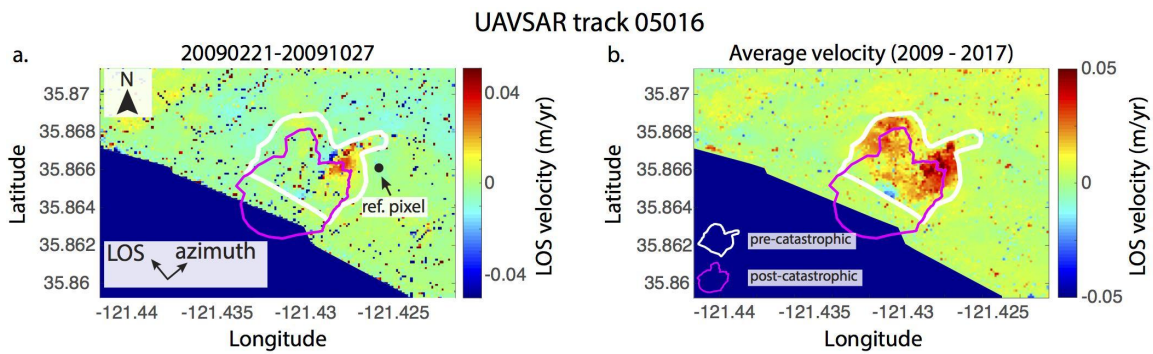 UAVSAR track 05016
a.
20090221-20091027
N
35.87
35.868
35.866
35.864
35.862
35.86
Latitude
ref. pixel
LOS
azimuth
-121.44
-121.435
-121.43
-121.425
Longitude
0.04
0
-0.04
LOS velocity (m/yr)
b.
Average velocity (2009 - 2017)
35.87
35.868
35.866
35.864
35.862
35.86
Latitude
pre-catastrophic
post-catastrophic
-121.44
-121.435
-121.43
-121.425
Longitude
0.05
0
-0.05
LOS velocity (m/yr)